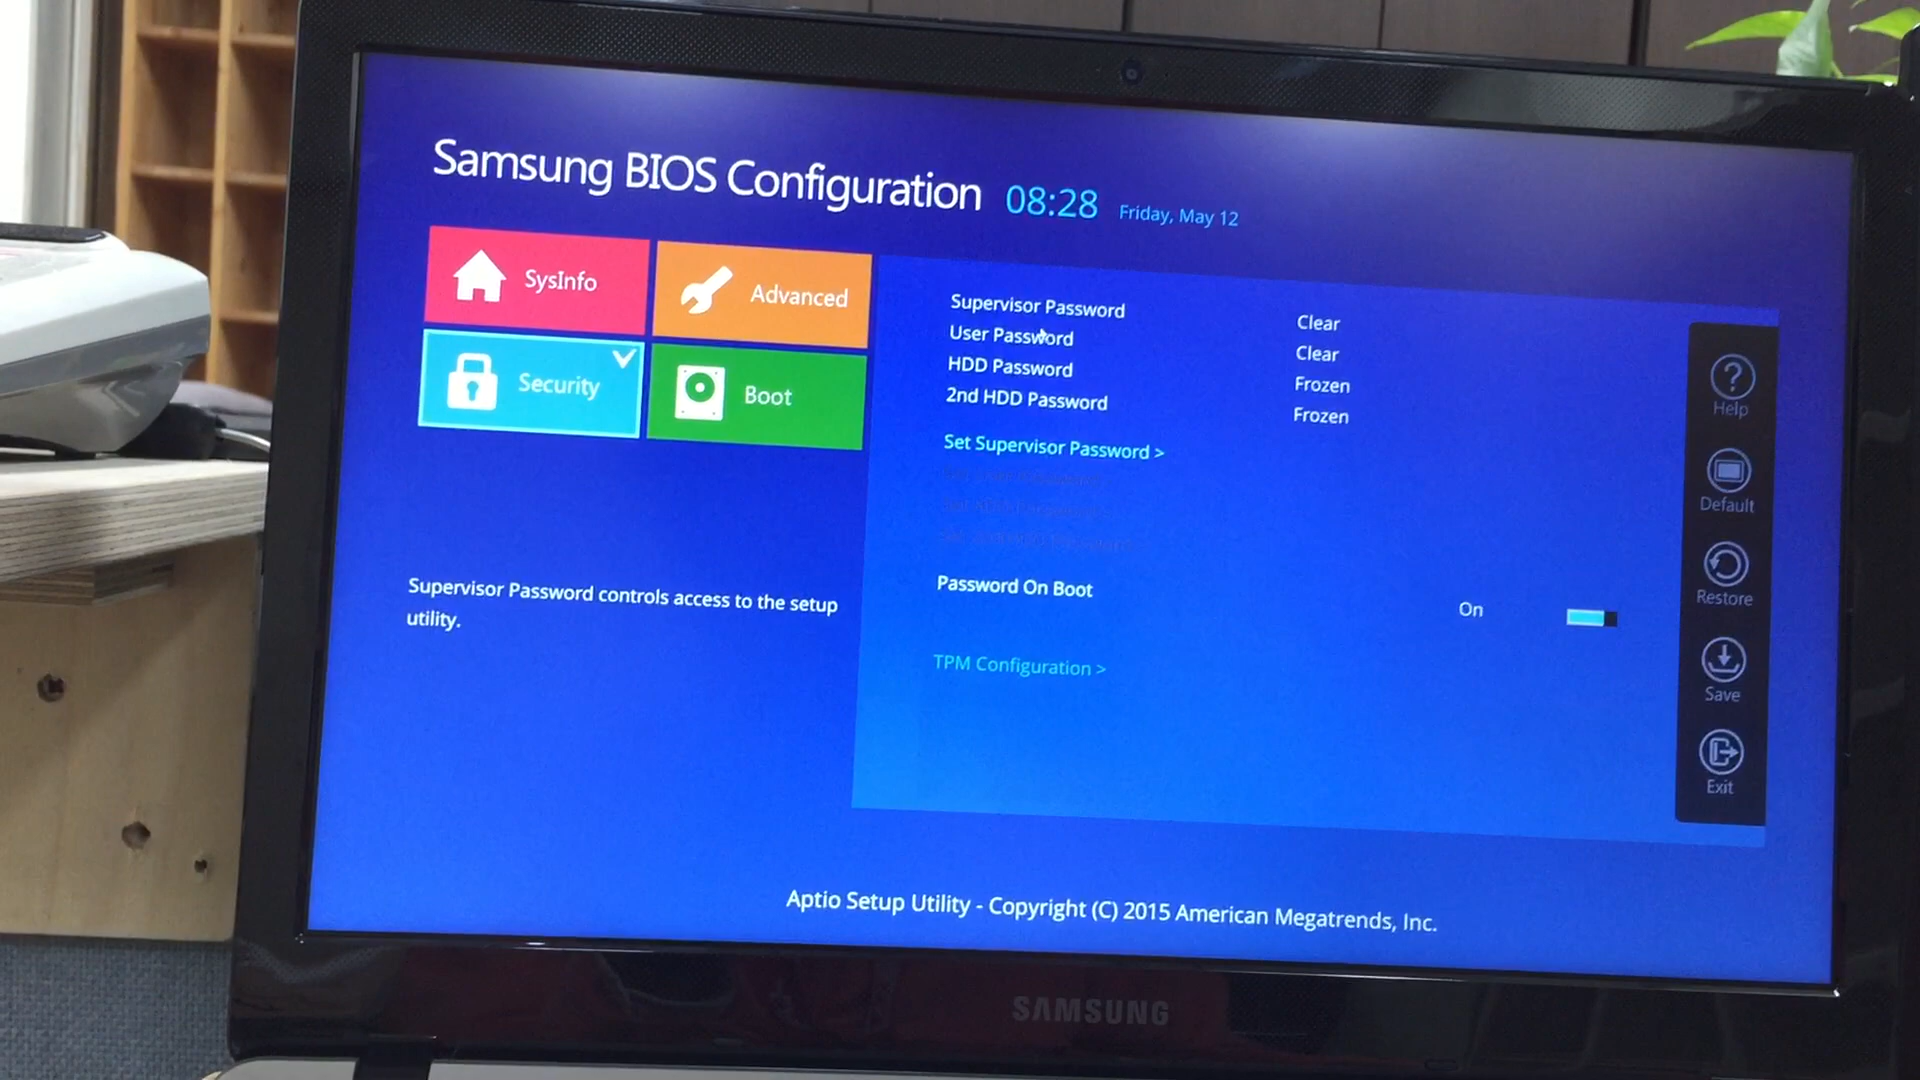 Samsung BIOS Configuration 08:28 Friday, May 12
SysInfo
Advanced
Security
Boot
Supervisor Password Clear
User Password Clear
HDD Password Frozen
2nd HDD Password Frozen
Set Supervisor Password >
Password On Boot On
TPM Configuration >
Supervisor Password controls access to the setup
utility.
Help
Default
Restore
Save
Exit
Aptio Setup Utility - Copyright (C) 2015 American Megatrends, Inc.
SAMSUNG